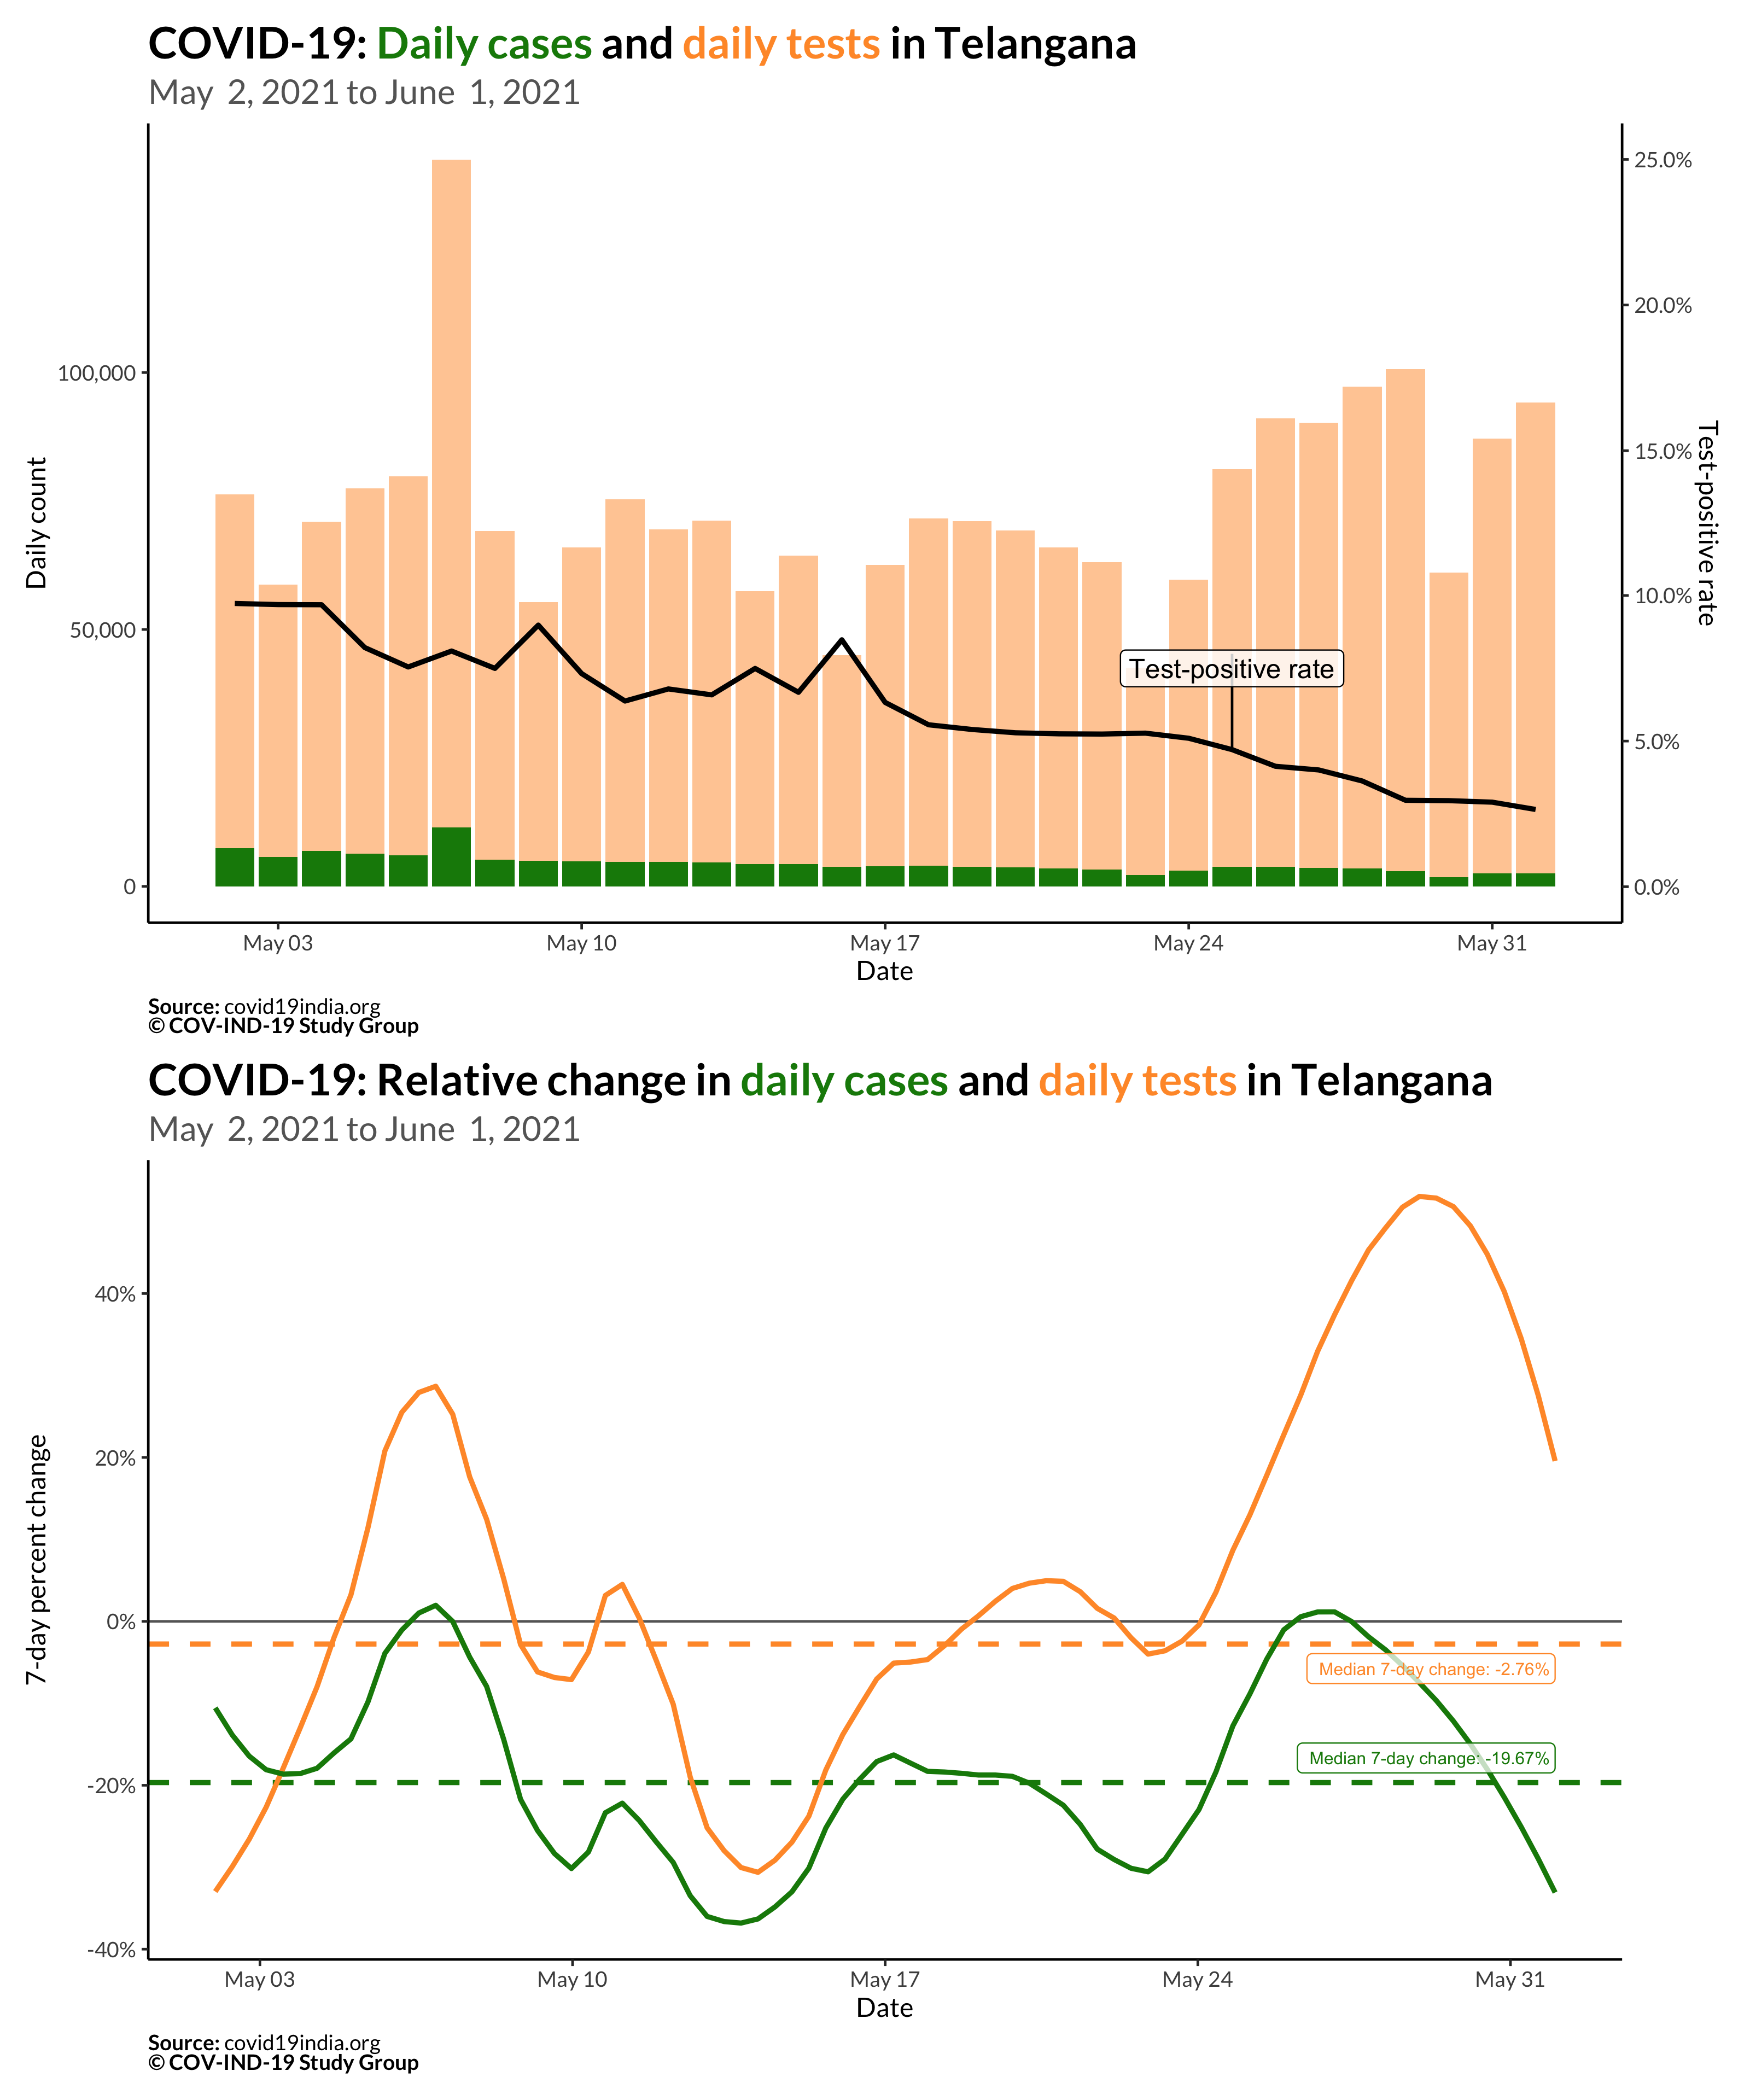 COVID-19: Daily cases and daily tests in Telangana
May 2, 2021 to June 1, 2021
25.0%
20.0%
100,000
15.0%
Daily count
Test-positive rate
10.0%
50,000
Test-positive rate
5.0%
0
0.0%
May 03 May 10 May 17 May 24 May 31
Date
Source: covid19india.org
© COV-IND-19 Study Group
COVID-19: Relative change in daily cases and daily tests in Telangana
May 2, 2021 to June 1, 2021
40%
20%
7-day percent change
0%
Median 7-day change: -2.76%
Median 7-day change: -19.67%
-20%
-40%
May 03 May 10 May 17 May 24 May 31
Date
Source: covid19india.org
© COV-IND-19 Study Group